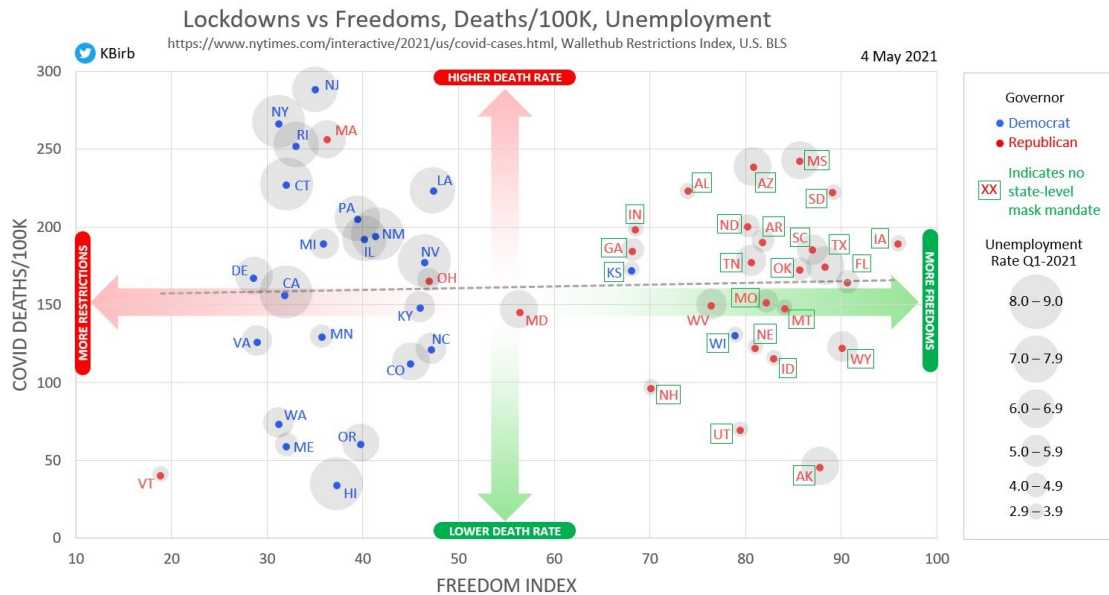 Lockdowns vs Freedoms, Deaths/100K, Unemployment
https://www.nytimes.com/interactive/2021/us/covid-cases.html, Wallethub Restrictions Index, U.S. BLS
KBirb
4 May 2021
COVID DEATHS/100K
300
250
200
150
100
50
0
HIGHER DEATH RATE
MORE RESTRICTIONS
MORE FREEDOMS
LOWER DEATH RATE
NJ
NY
MA
RI
CT
LA
PA
NM
MI
IL
NV
DE
CA
OH
KY
MD
VA
MN
NC
CO
WA
ME
OR
VT
HI
MS
AZ
AL
SD
IN
ND
AR
SC
TX
IA
GA
TN
OK
FL
KS
MO
WV
MT
WI
NE
ID
WY
NH
UT
AK
10
20
30
40
50
60
70
80
90
100
FREEDOM INDEX
Governor
Democrat
Republican
XX
Indicates no
state-level
mask mandate
Unemployment
Rate Q1-2021
8.0 – 9.0
7.0 – 7.9
6.0 – 6.9
5.0 – 5.9
4.0 – 4.9
2.9 – 3.9